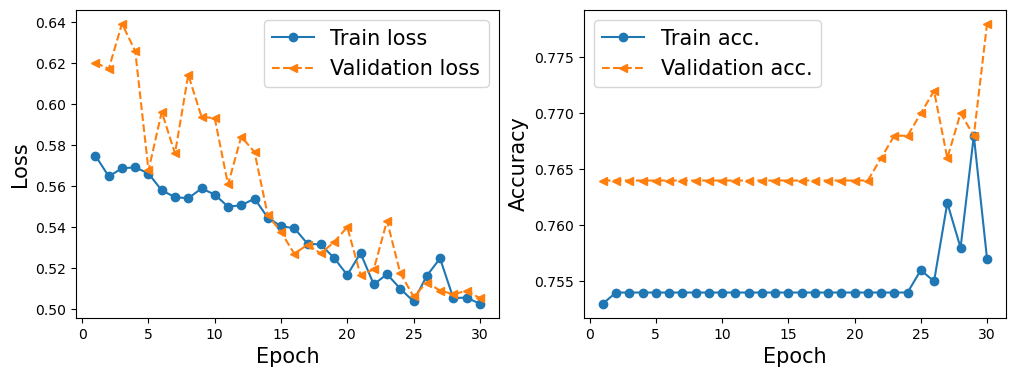 Train loss
Validation loss
Loss
0.64
0.62
0.60
0.58
0.56
0.54
0.52
0.50
0 5 10 15 20 25 30
Epoch
Train acc.
Validation acc.
Accuracy
0.775
0.770
0.765
0.760
0.755
0 5 10 15 20 25 30
Epoch